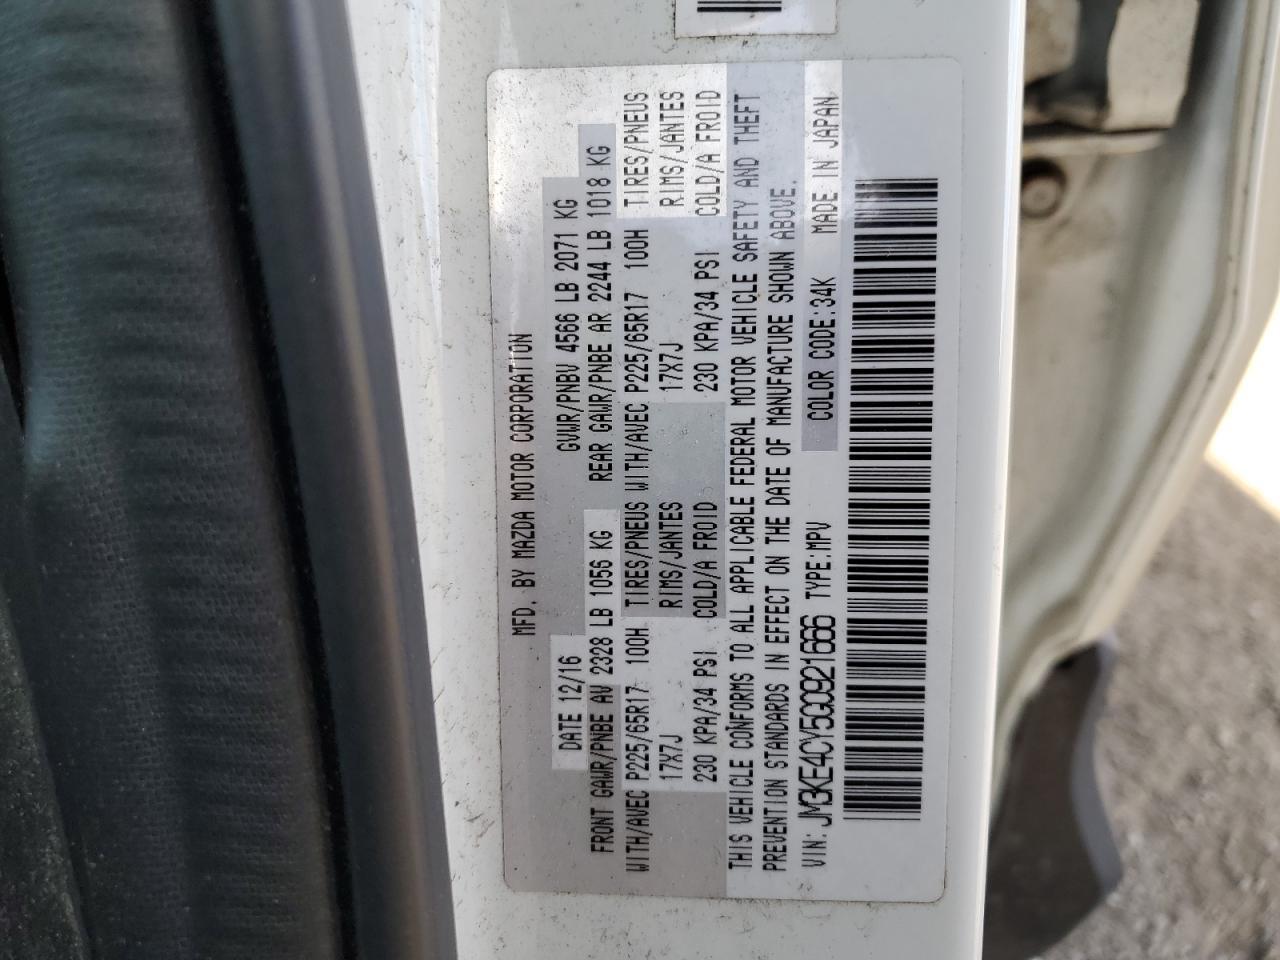 MFD. BY MAZDA MOTOR CORPORATION
DATE 12/16 GVWR/PNBV 4566 LB 2071 KG
FRONT GAWR/PNBE AV 2328 LB 1056 KG REAR GAWR/PNBE AR 2244 LB 1018 KG
WITH/AVEC P225/65R17 100H TIRES/PNEUS WITH/AVEC P225/65R17 100H TIRES/PNEUS
17X7J RIMS/JANTES 17X7J RIMS/JANTES
230 KPA/34 PSI COLD/A FROID 230 KPA/34 PSI COLD/A FROID
THIS VEHICLE CONFORMS TO ALL APPLICABLE FEDERAL MOTOR VEHICLE SAFETY AND THEFT
PREVENTION STANDARDS IN EFFECT ON THE DATE OF MANUFACTURE SHOWN ABOVE.
VIN: JM3KE4CY5G0921666 TYPE:MPV COLOR CODE:34K MADE IN JAPAN